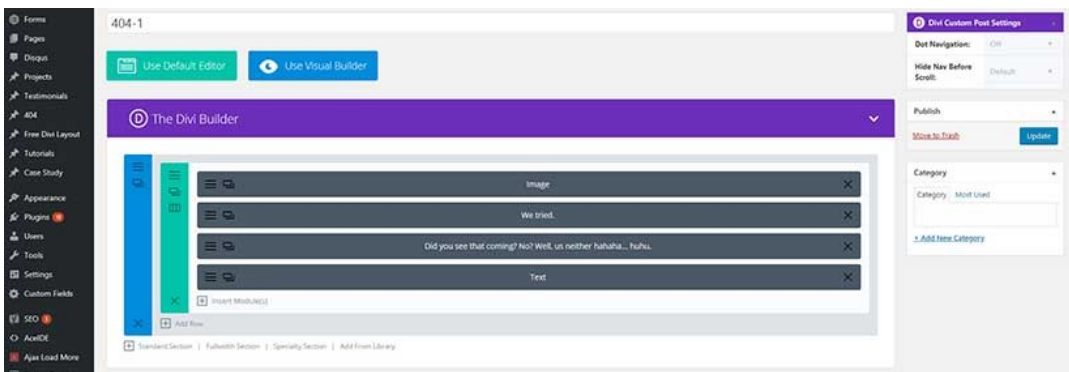 Forms
Pages
Disqus
Projects
Testimonials
404
Free Divi Layout
Tutorials
Case Study
Appearance
Plugins
Users
Tools
Settings
Custom Fields
SEO
AceIDE
Ajax Load More
404-1
Use Default Editor
Use Visual Builder
The Divi Builder
Image
We tried.
Did you see that coming? No? Well, us neither hahaha... huhu.
Text
Insert Module(s)
Add Row
Standard Section | Fullwidth Section | Specialty Section | Add From Library
Divi Custom Post Settings
Dot Navigation: Off
Hide Nav Before Scroll: Default
Publish
Move to Trash Update
Category
Category Most Used
+ Add New Category